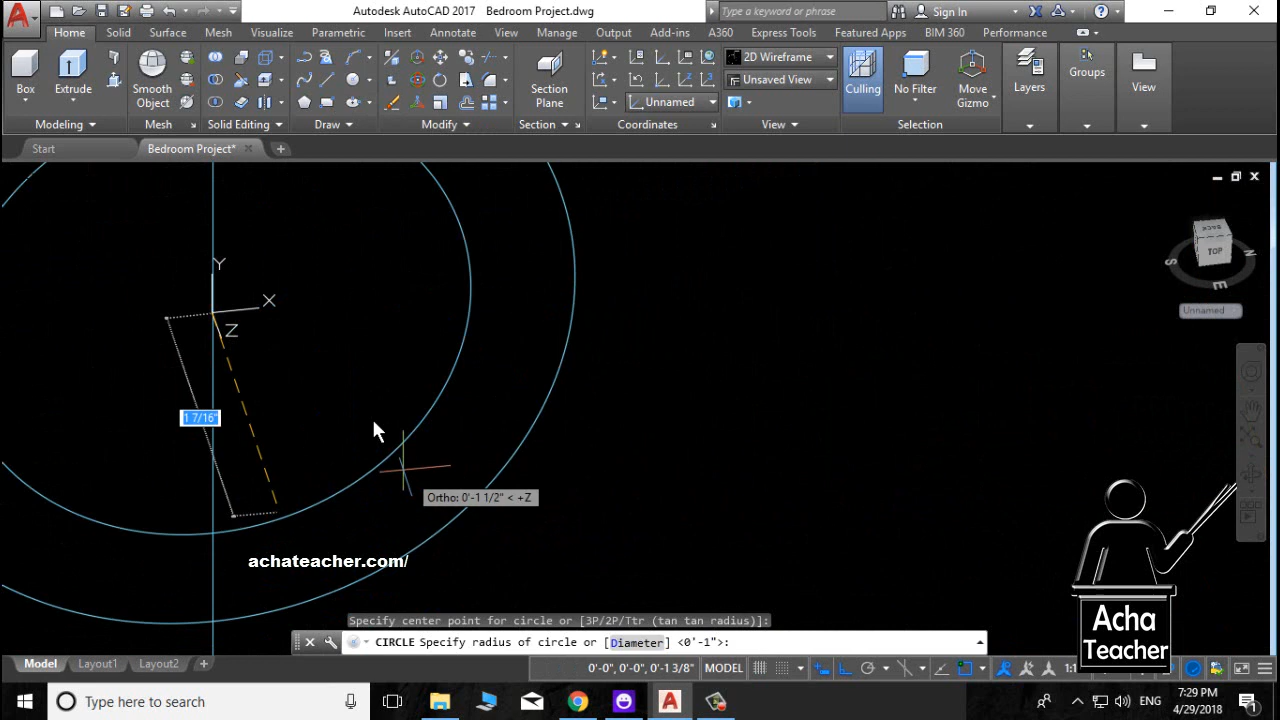 Autodesk AutoCAD 2017 Bedroom Project.dwg
Type a keyword or phrase
Sign In
Home Solid Surface Mesh Visualize Parametric Insert Annotate View Manage Output Add-ins A360 Express Tools Featured Apps BIM 360 Performance
Box Extrude Smooth Object Section Plane
2D Wireframe
Unsaved View
Unnamed
Culling No Filter Move Gizmo Layers Groups View
Modeling Mesh Solid Editing Draw Modify Section Coordinates View Selection
Start Bedroom Project*
BACK
TOP
S N E
Unnamed
Y
X
Z
1 7/16"
Ortho: 0'-1 1/2" < +Z
achateacher.com/
Acha
Teacher
Specify center point for circle or [3P/2P/Ttr (tan tan radius)]:
CIRCLE Specify radius of circle or [Diameter] <0'-1">:
Model Layout1 Layout2
0'-0", 0'-0", 0'-1 3/8" MODEL
1:1
Type here to search
ENG
7:29 PM
4/29/2018
1